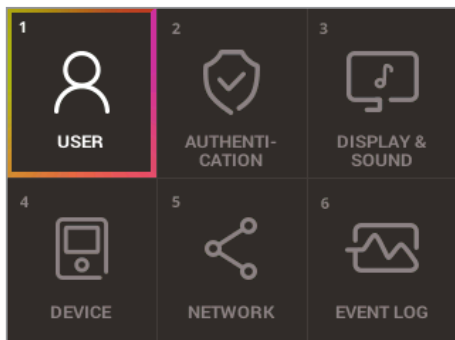 1
USER
2
AUTHENTI-
CATION
3
DISPLAY &
SOUND
4
DEVICE
5
NETWORK
6
EVENT LOG